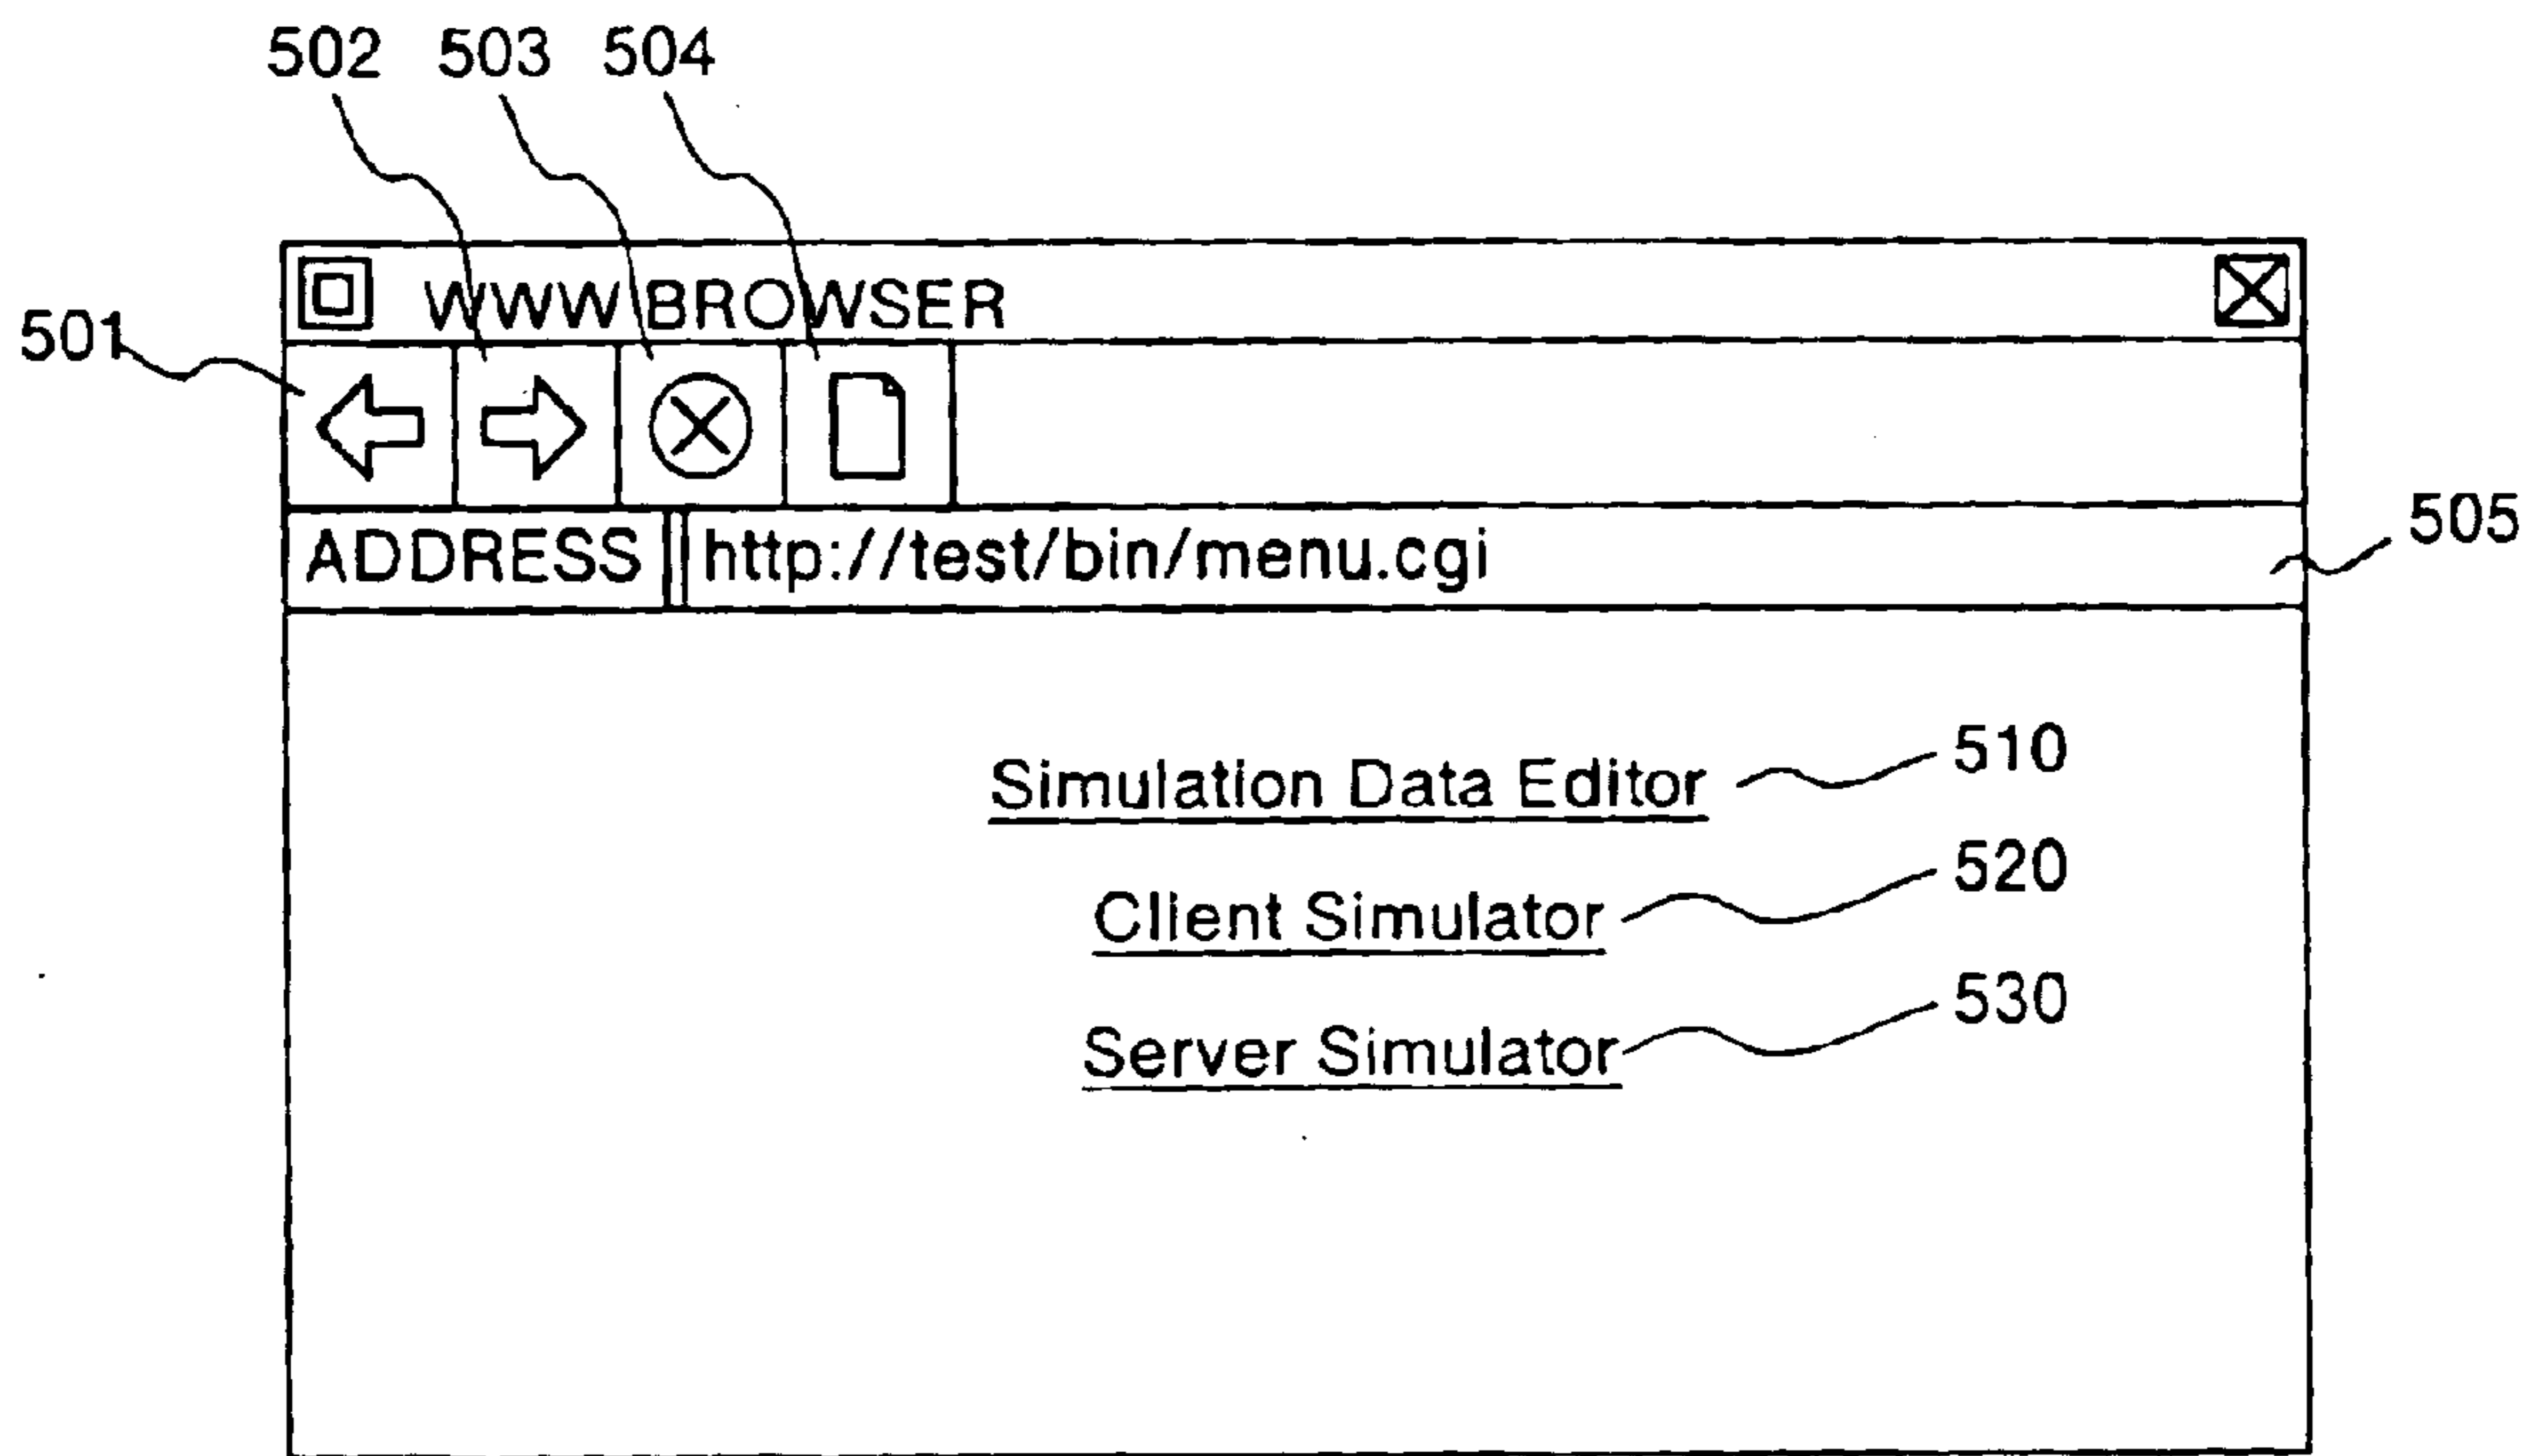 502 503 504
WWW BROWSER
501
ADDRESS http://test/bin/menu.cgi
505
Simulation Data Editor 510
Client Simulator 520
Server Simulator 530